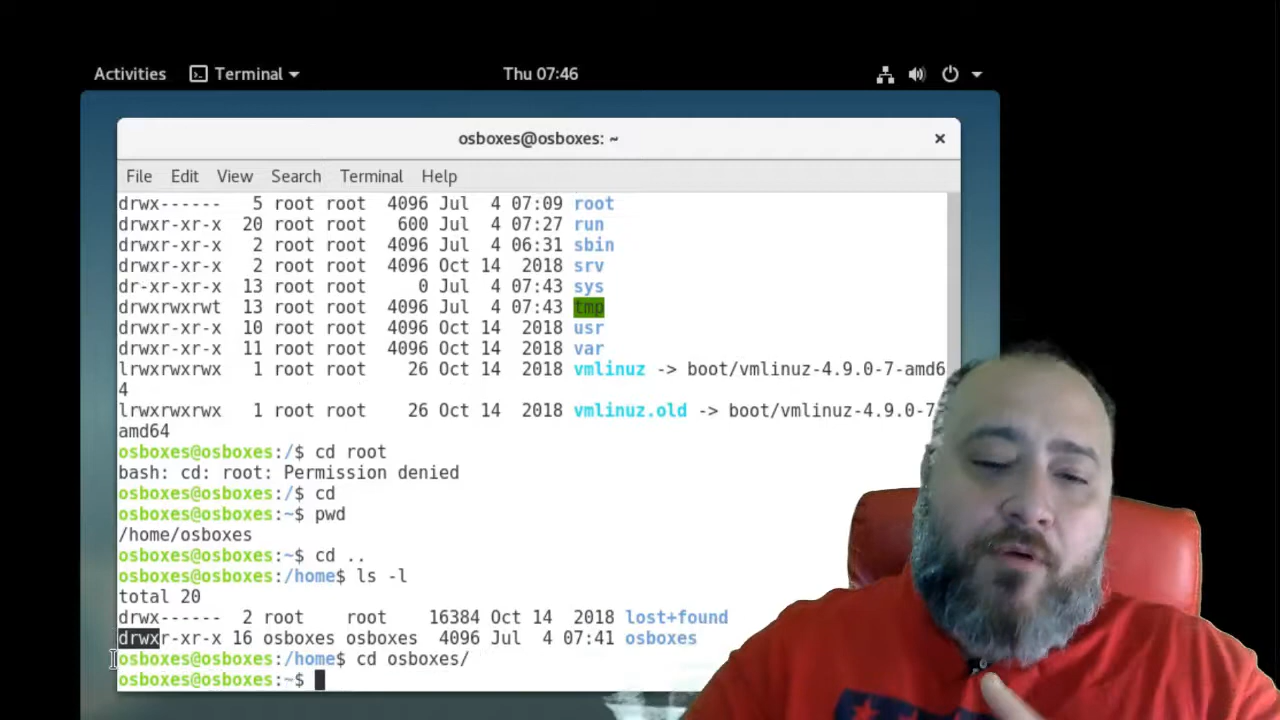 Activities Terminal Thu 07:46
osboxes@osboxes: ~ ×
File Edit View Search Terminal Help
drwx------ 5 root root 4096 Jul 4 07:09 root
drwxr-xr-x 20 root root 600 Jul 4 07:27 run
drwxr-xr-x 2 root root 4096 Jul 4 06:31 sbin
drwxr-xr-x 2 root root 4096 Oct 14 2018 srv
dr-xr-xr-x 13 root root 0 Jul 4 07:43 sys
drwxrwxrwt 13 root root 4096 Jul 4 07:43 tmp
drwxr-xr-x 10 root root 4096 Oct 14 2018 usr
drwxr-xr-x 11 root root 4096 Oct 14 2018 var
lrwxrwxrwx 1 root root 26 Oct 14 2018 vmlinuz -> boot/vmlinuz-4.9.0-7-amd6
4
lrwxrwxrwx 1 root root 26 Oct 14 2018 vmlinuz.old -> boot/vmlinuz-4.9.0-7-
amd64
osboxes@osboxes:/$ cd root
bash: cd: root: Permission denied
osboxes@osboxes:/$ cd
osboxes@osboxes:~$ pwd
/home/osboxes
osboxes@osboxes:~$ cd ..
osboxes@osboxes:/home$ ls -l
total 20
drwx------ 2 root root 16384 Oct 14 2018 lost+found
drwxr-xr-x 16 osboxes osboxes 4096 Jul 4 07:41 osboxes
osboxes@osboxes:/home$ cd osboxes/
osboxes@osboxes:~$